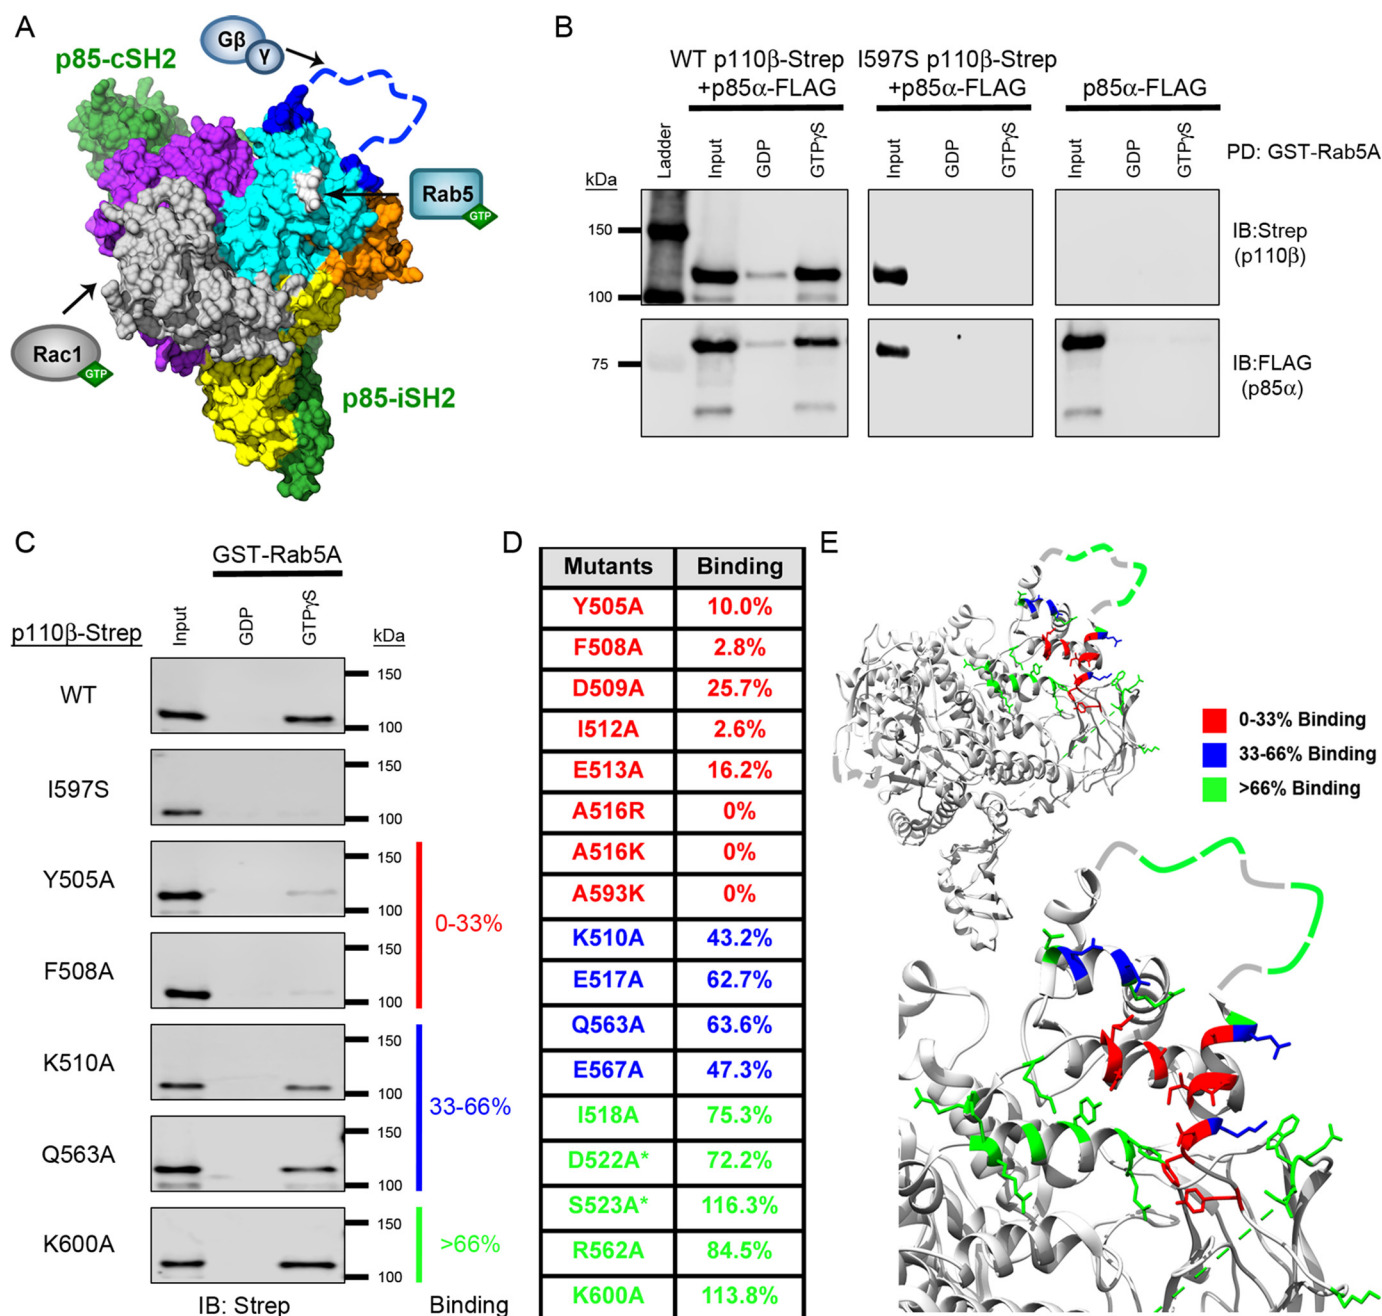 A
p85-cSH2
Gβ
γ
Rab5
GTP
Rac1
GTP
p85-iSH2
B
WT p110β-Strep
+p85α-FLAG
I597S p110β-Strep
+p85α-FLAG
p85α-FLAG
Ladder
Input
GDP
GTPγS
Input
GDP
GTPγS
Input
GDP
GTPγS
PD: GST-Rab5A
kDa
150
100
IB:Strep
(p110β)
75
IB:FLAG
(p85α)
C
GST-Rab5A
p110β-Strep
Input
GDP
GTPγS
kDa
WT
150
100
I597S
150
100
Y505A
150
100
0-33%
F508A
150
100
K510A
150
100
33-66%
Q563A
150
100
K600A
150
100
>66%
IB: Strep
Binding
D
Mutants Binding
Y505A 10.0%
F508A 2.8%
D509A 25.7%
I512A 2.6%
E513A 16.2%
A516R 0%
A516K 0%
A593K 0%
K510A 43.2%
E517A 62.7%
Q563A 63.6%
E567A 47.3%
I518A 75.3%
D522A* 72.2%
S523A* 116.3%
R562A 84.5%
K600A 113.8%
E
0-33% Binding
33-66% Binding
>66% Binding